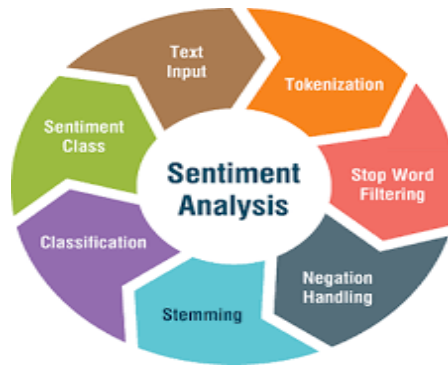 Text
Input
Tokenization
Stop Word
Filtering
Negation
Handling
Stemming
Classification
Sentiment
Class
Sentiment
Analysis